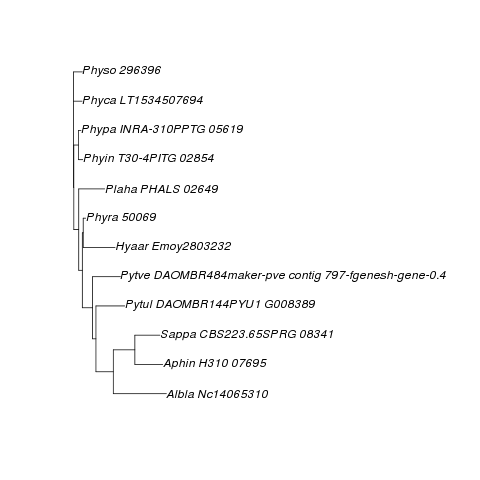 Physo 296396
Phyca LT1534507694
Phypa INRA-310PPTG 05619
Phyin T30-4PITG 02854
Plaha PHALS 02649
Phyra 50069
Hyaar Emoy2803232
Pytve DAOMBR484maker-pve contig 797-fgenesh-gene-0.4
Pytul DAOMBR144PYU1 G008389
Sappa CBS223.65SPRG 08341
Aphin H310 07695
Albla Nc14065310